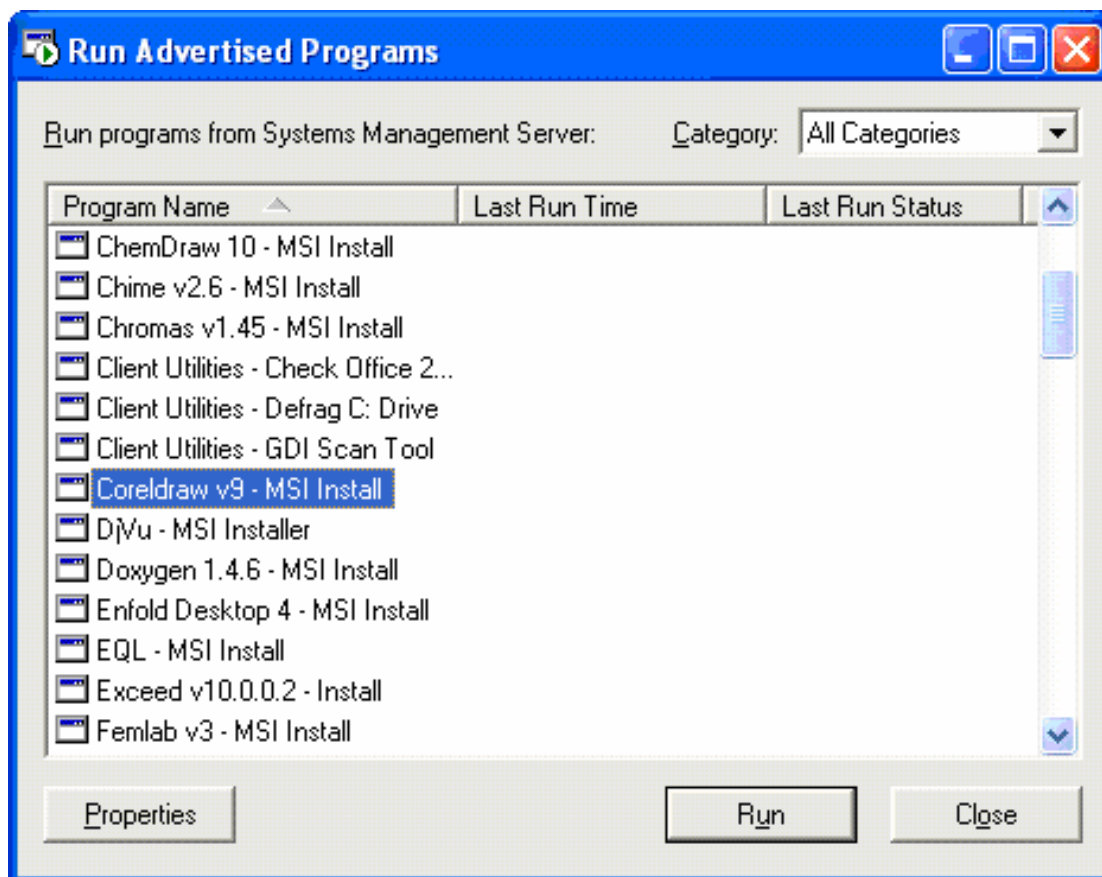 Run Advertised Programs
Run programs from Systems Management Server: Category: All Categories
Program Name Last Run Time Last Run Status
ChemDraw 10 - MSI Install
Chime v2.6 - MSI Install
Chromas v1.45 - MSI Install
Client Utilities - Check Office 2...
Client Utilities - Defrag C: Drive
Client Utilities - GDI Scan Tool
Coreldraw v9 - MSI Install
DjVu - MSI Installer
Doxygen 1.4.6 - MSI Install
Enfold Desktop 4 - MSI Install
EQL - MSI Install
Exceed v10.0.0.2 - Install
Femlab v3 - MSI Install
Properties Run Close